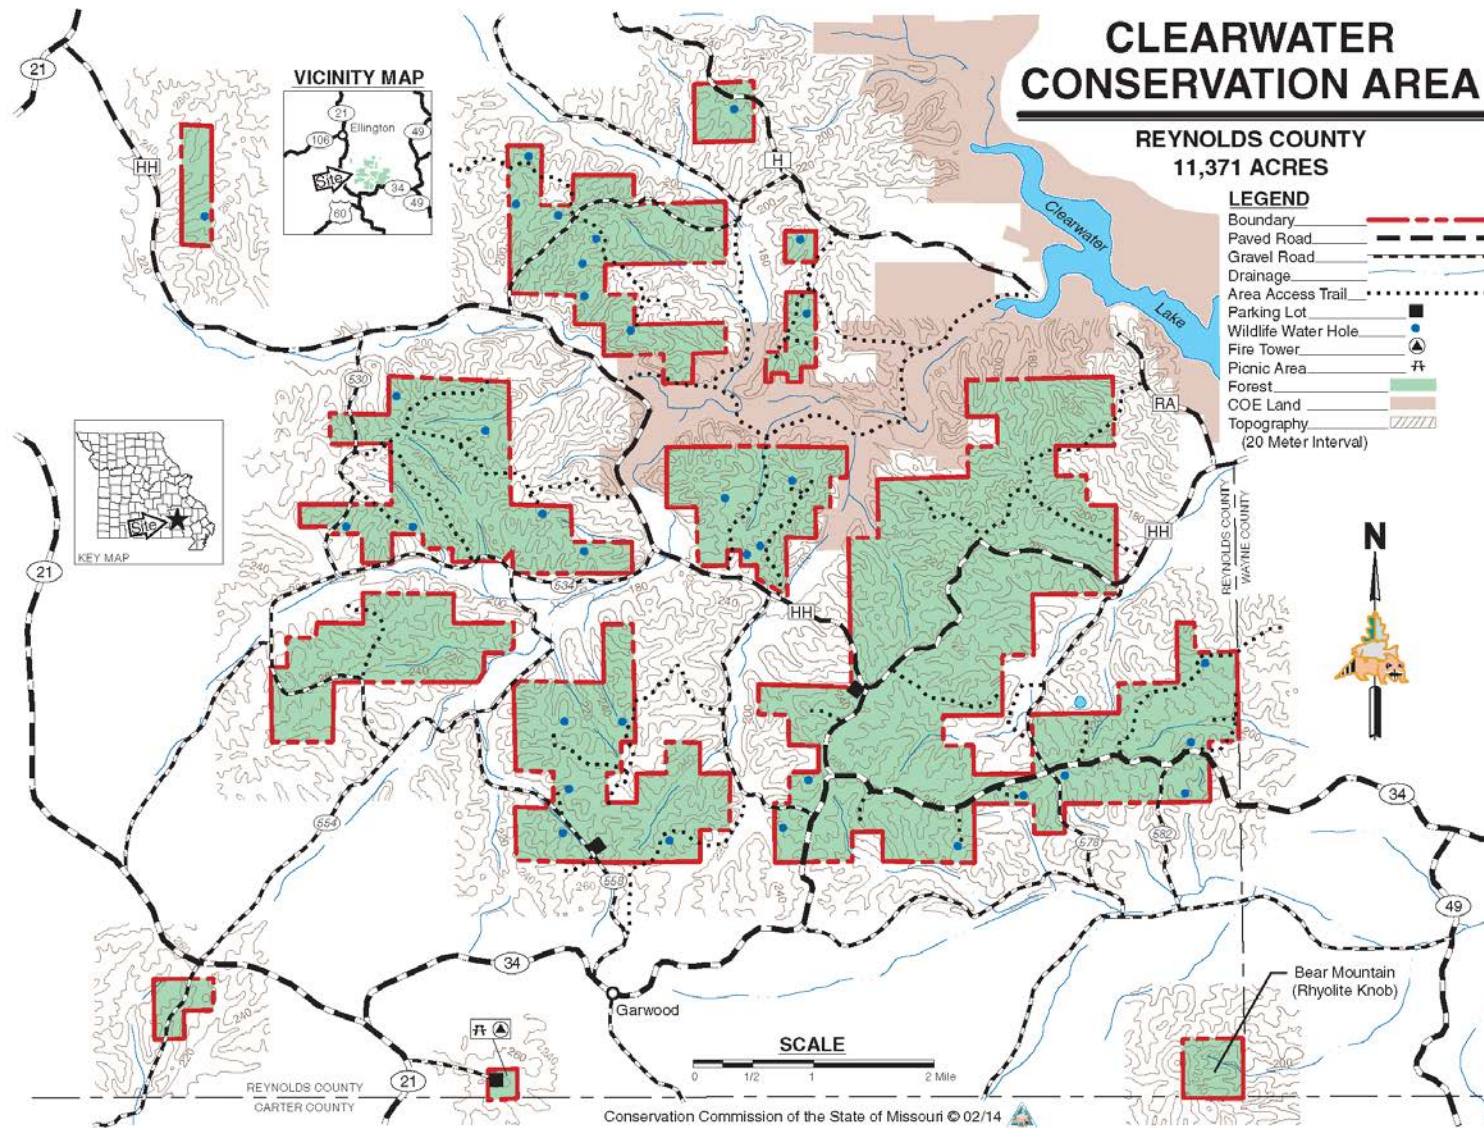 CLEARWATER
CONSERVATION AREA
REYNOLDS COUNTY
11,371 ACRES
LEGEND
Boundary
Paved Road
Gravel Road
Drainage
Area Access Trail
Parking Lot
Wildlife Water Hole
Fire Tower
Picnic Area
Forest
COE Land
Topography
(20 Meter Interval)
VICINITY MAP
21
Ellington
106
49
Site
34
49
60
21
HH
H
Clearwater
Lake
530
RA
Site
KEY MAP
21
HH
REYNOLDS COUNTY
WAYNE COUNTY
N
534
HH
554
34
578
582
558
49
34
Garwood
Bear Mountain
(Rhyolite Knob)
SCALE
0 1/2 1 2 Mile
21
REYNOLDS COUNTY
CARTER COUNTY
Conservation Commission of the State of Missouri © 02/14